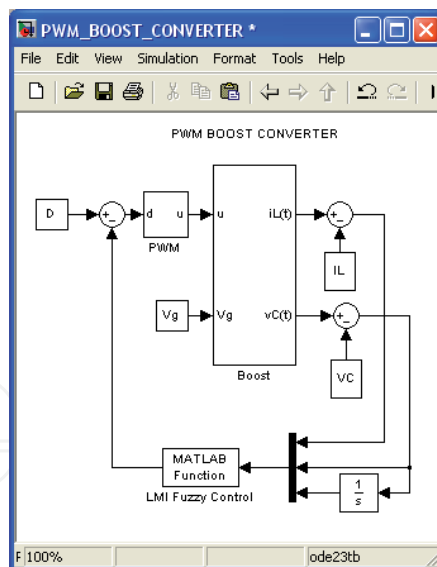 PWM_BOOST_CONVERTER *
File Edit View Simulation Format Tools Help
PWM BOOST CONVERTER
D
+
-
d u
PWM
u iL(t)
+
-
IL
Vg
Vg vC(t)
+
-
VC
Boost
MATLAB
Function
LMI Fuzzy Control
1
s
F 100% ode23tb